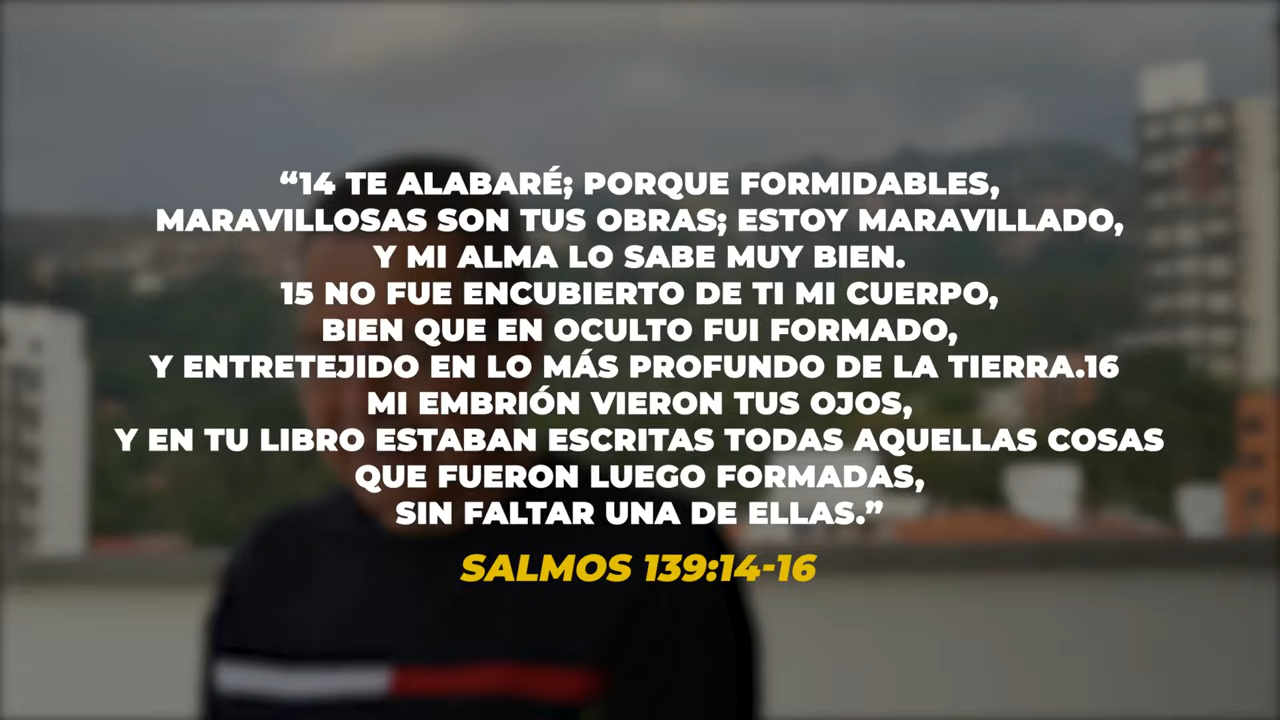 “14 TE ALABARÉ; PORQUE FORMIDABLES,
MARAVILLOSAS SON TUS OBRAS; ESTOY MARAVILLADO,
Y MI ALMA LO SABE MUY BIEN.
15 NO FUE ENCUBIERTO DE TI MI CUERPO,
BIEN QUE EN OCULTO FUI FORMADO,
Y ENTRETEJIDO EN LO MÁS PROFUNDO DE LA TIERRA.16
MI EMBRIÓN VIERON TUS OJOS,
Y EN TU LIBRO ESTABAN ESCRITAS TODAS AQUELLAS COSAS
QUE FUERON LUEGO FORMADAS,
SIN FALTAR UNA DE ELLAS.”
SALMOS 139:14-16